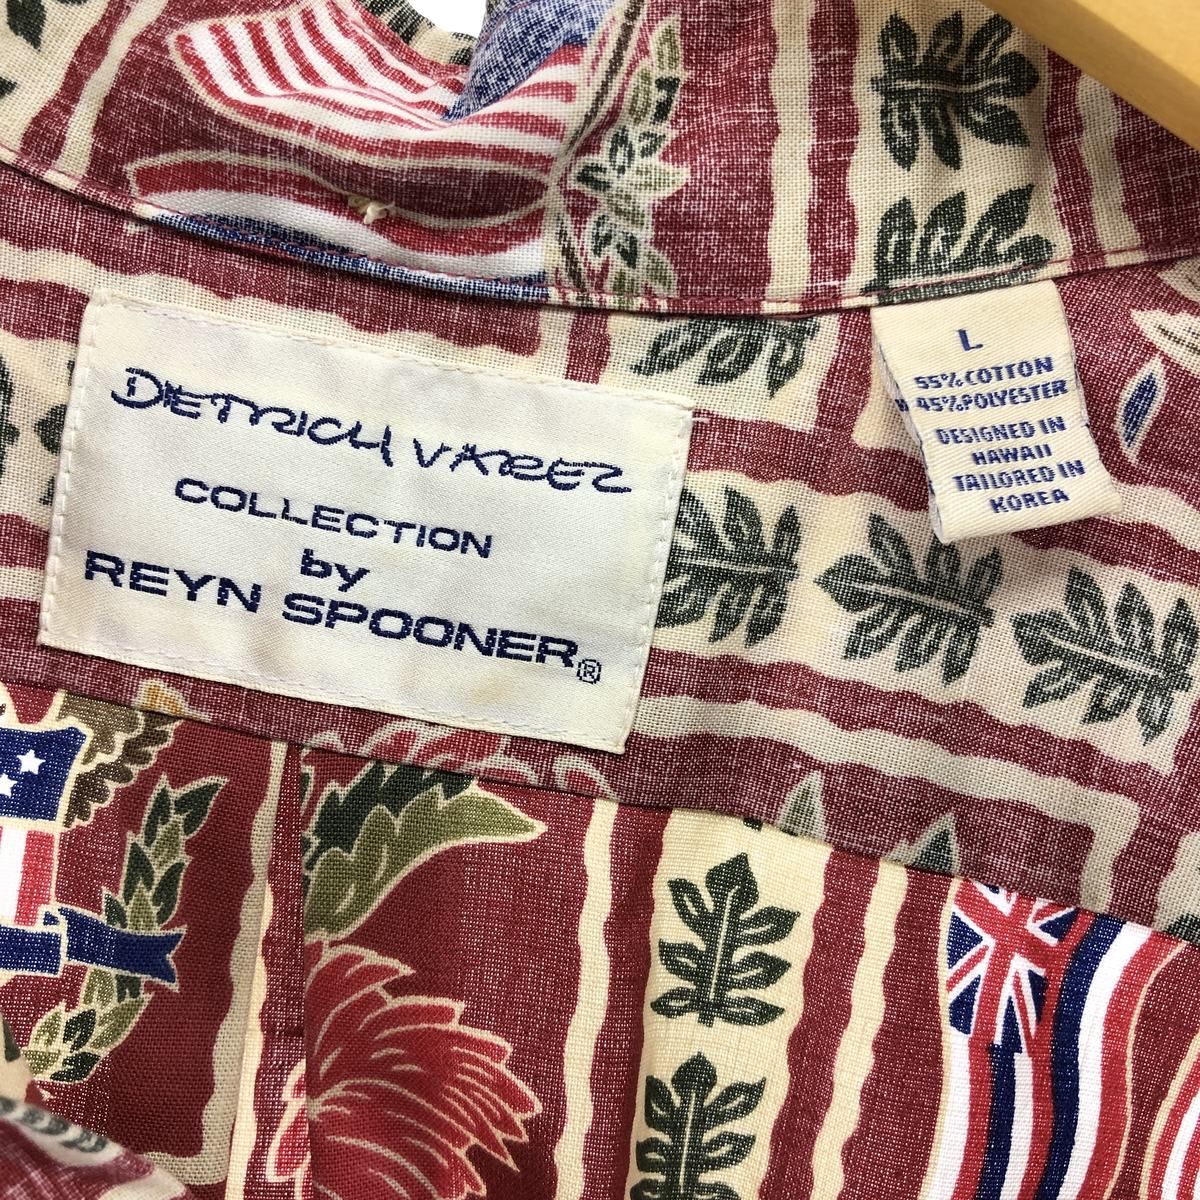 DIETRICH VAREZ
COLLECTION
by
REYN SPOONER®
L
55% COTTON
45% POLYESTER
DESIGNED IN
HAWAII
TAILORED IN
KOREA